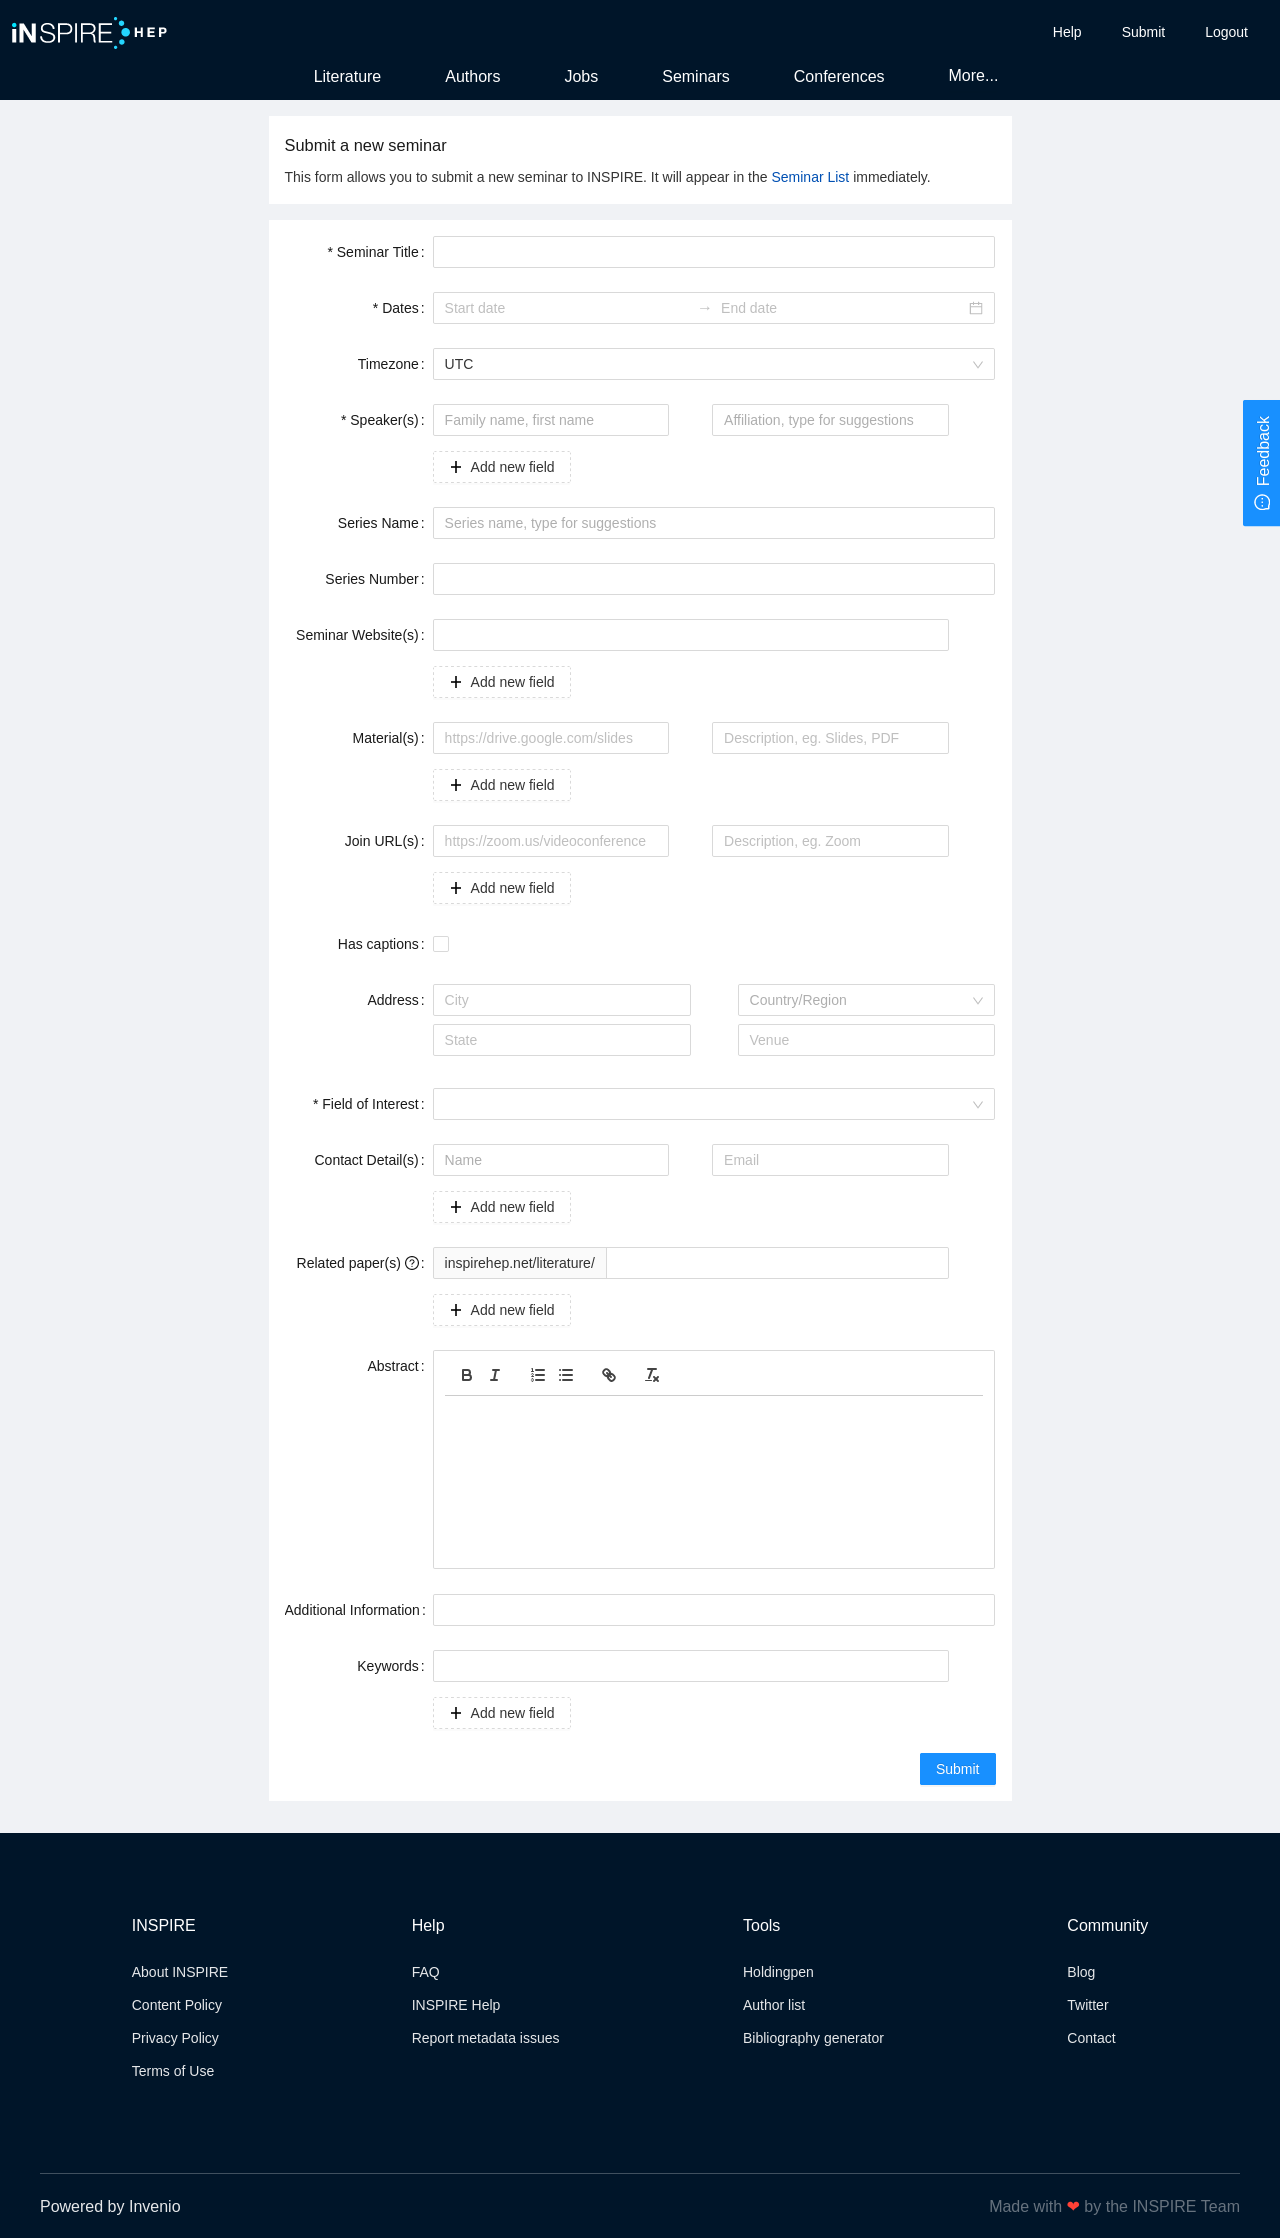 iNSPIRE HEP
Help Submit Logout
Literature Authors Jobs Seminars Conferences More...
Submit a new seminar
This form allows you to submit a new seminar to INSPIRE. It will appear in the Seminar List immediately.
* Seminar Title :
* Dates : Start date → End date
Timezone : UTC
* Speaker(s) : Family name, first name Affiliation, type for suggestions
+ Add new field
Feedback
Series Name : Series name, type for suggestions
Series Number :
Seminar Website(s) :
+ Add new field
Material(s) : https://drive.google.com/slides Description, eg. Slides, PDF
+ Add new field
Join URL(s) : https://zoom.us/videoconference Description, eg. Zoom
+ Add new field
Has captions :
Address : City Country/Region
State Venue
* Field of Interest :
Contact Detail(s) : Name Email
+ Add new field
Related paper(s) ? : inspirehep.net/literature/
+ Add new field
Abstract :
Additional Information :
Keywords :
+ Add new field
Submit
INSPIRE Help Tools Community
About INSPIRE FAQ Holdingpen Blog
Content Policy INSPIRE Help Author list Twitter
Privacy Policy Report metadata issues Bibliography generator Contact
Terms of Use
Powered by Invenio Made with ❤ by the INSPIRE Team